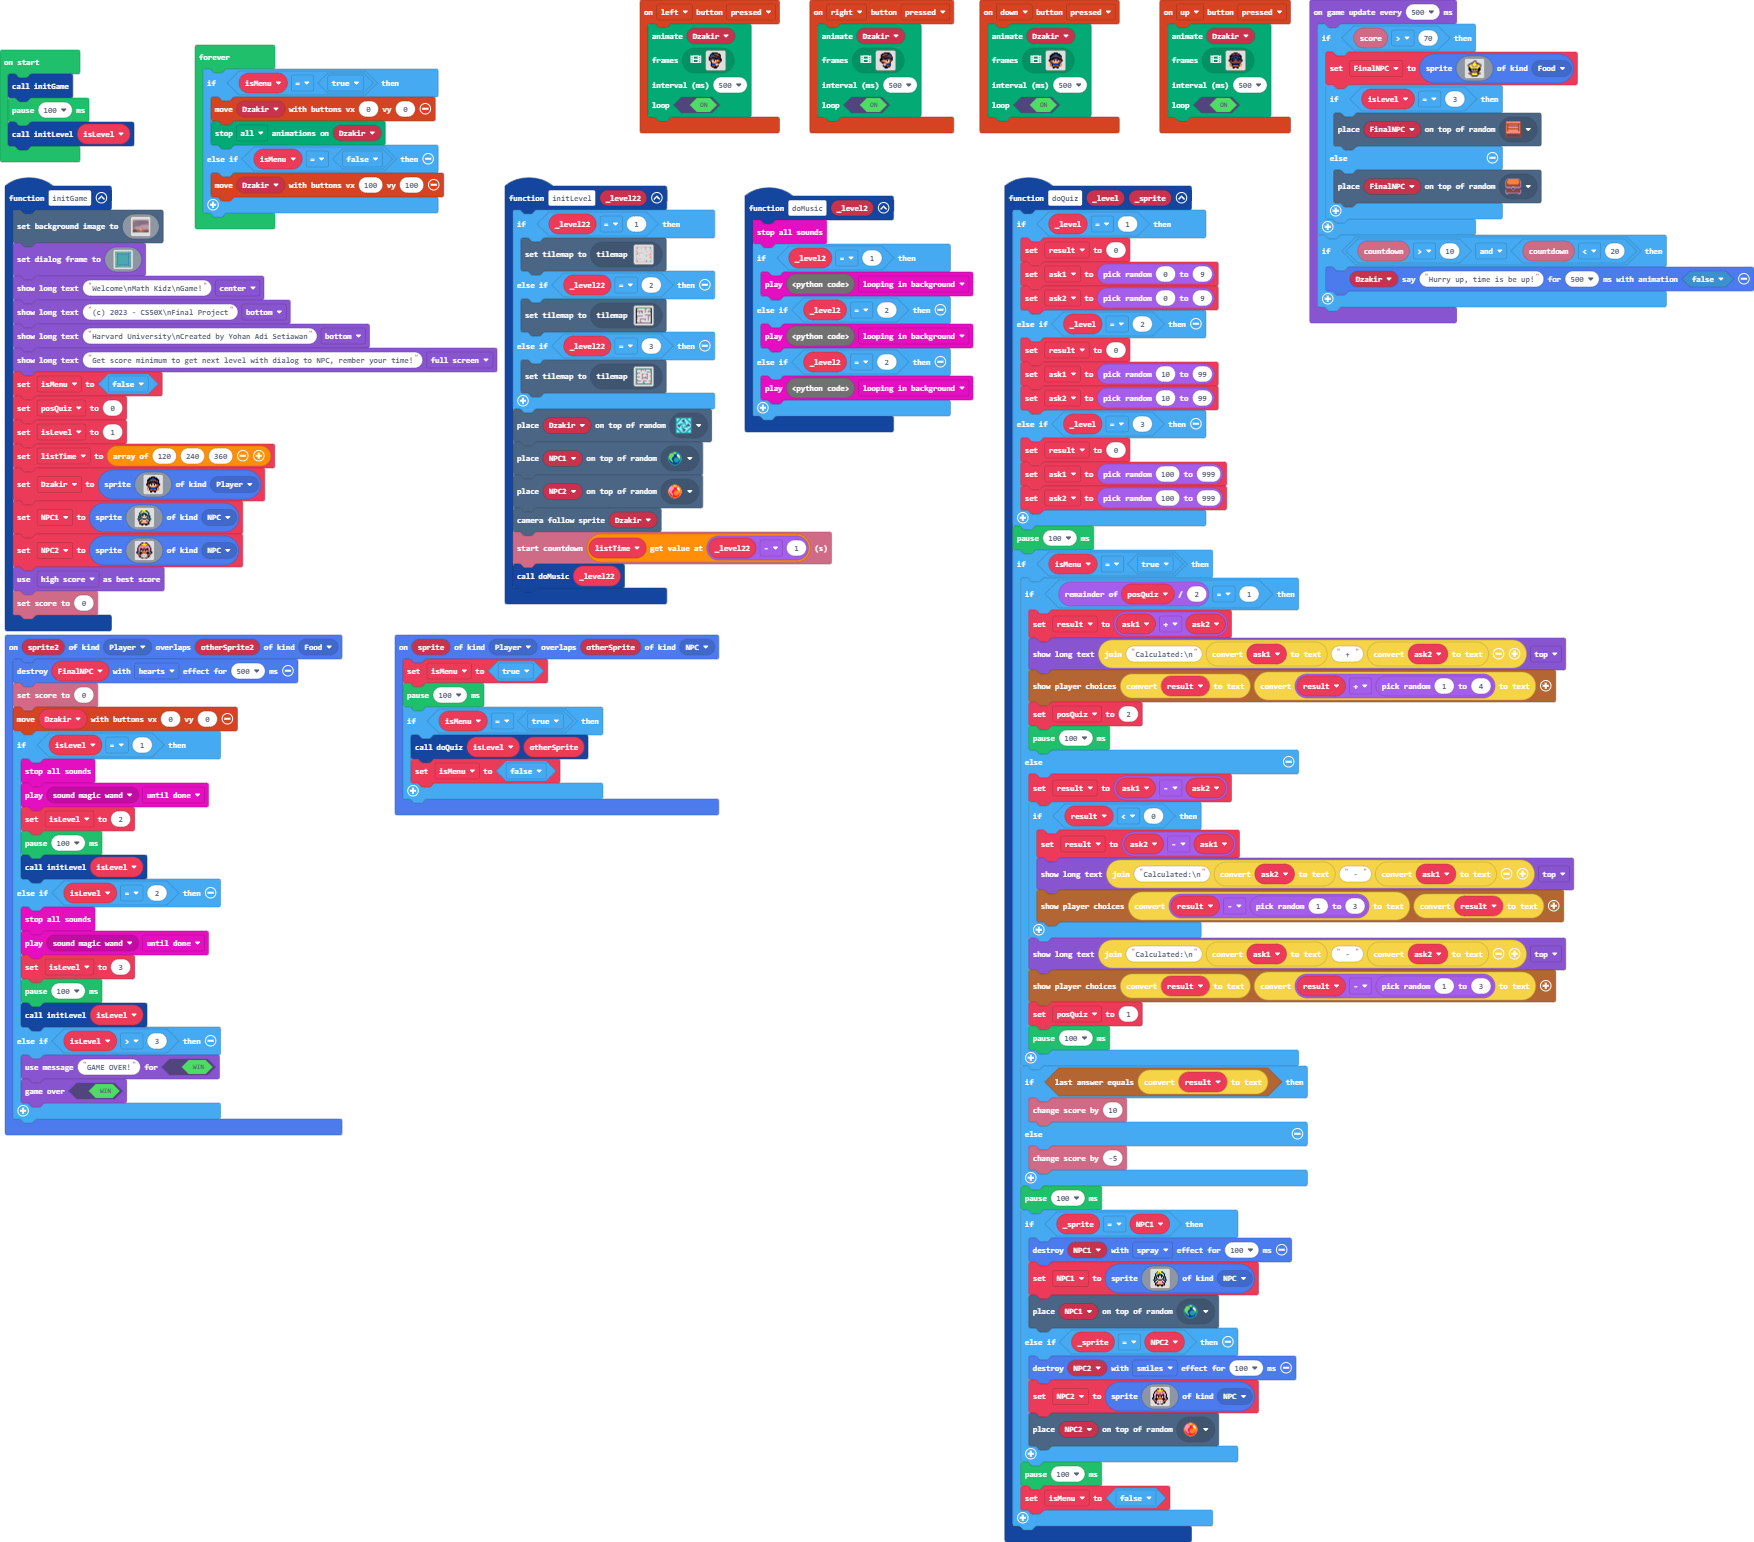 on start
call initGame
pause 100 ms
call initLevel isLevel
forever
if isMenu = true then
move Dzakir with buttons vx 0 vy 0
stop all animations on Dzakir
else if isMenu = false then
move Dzakir with buttons vx 100 vy 100
on left button pressed
animate Dzakir
frames
interval (ms) 500
loop ON
on right button pressed
animate Dzakir
frames
interval (ms) 500
loop ON
on down button pressed
animate Dzakir
frames
interval (ms) 500
loop ON
on up button pressed
animate Dzakir
frames
interval (ms) 500
loop ON
on game update every 500 ms
if score > 70 then
set FinalNPC to sprite of kind Food
if isLevel = 3 then
place FinalNPC on top of random
else
place FinalNPC on top of random
if countdown > 10 and countdown < 20 then
Dzakir say "Hurry up, time is be up!" for 500 ms with animation false
function initGame
set background image to
set dialog frame to
show long text "Welcome\nMath Kidz\nGame!" center
show long text "(c) 2023 - CS50X\nFinal Project" bottom
show long text "Harvard University\nCreated by Yohan Adi Setiawan" bottom
show long text "Get score minimum to get next level with dialog to NPC, rember your time!" full screen
set isMenu to false
set posQuiz to 0
set isLevel to 1
set listTime to array of 120 240 360
set Dzakir to sprite of kind Player
set NPC1 to sprite of kind NPC
set NPC2 to sprite of kind NPC
use high score as best score
set score to 0
function initLevel _level22
if _level22 = 1 then
set tilemap to tilemap
else if _level22 = 2 then
set tilemap to tilemap
else if _level22 = 3 then
set tilemap to tilemap
place Dzakir on top of random
place NPC1 on top of random
place NPC2 on top of random
camera follow sprite Dzakir
start countdown listTime get value at _level22 - 1 (s)
call doMusic _level22
function doMusic _level2
stop all sounds
if _level2 = 1 then
play <python code> looping in background
else if _level2 = 2 then
play <python code> looping in background
else if _level2 = 2 then
play <python code> looping in background
function doQuiz _level _sprite
if _level = 1 then
set result to 0
set ask1 to pick random 0 to 9
set ask2 to pick random 0 to 9
else if _level = 2 then
set result to 0
set ask1 to pick random 10 to 99
set ask2 to pick random 10 to 99
else if _level = 3 then
set result to 0
set ask1 to pick random 100 to 999
set ask2 to pick random 100 to 999
pause 100 ms
if isMenu = true then
if remainder of posQuiz / 2 = 1 then
set result to ask1 + ask2
show long text join "Calculated:\n" convert ask1 to text " + " convert ask2 to text top
show player choices convert result to text convert result + pick random 1 to 4 to text
set posQuiz to 2
pause 100 ms
else
set result to ask1 - ask2
if result < 0 then
set result to ask2 - ask1
show long text join "Calculated:\n" convert ask2 to text " - " convert ask1 to text top
show player choices convert result - pick random 1 to 3 to text convert result to text
show long text join "Calculated:\n" convert ask1 to text " - " convert ask2 to text top
show player choices convert result to text convert result - pick random 1 to 3 to text
set posQuiz to 1
pause 100 ms
if last answer equals convert result to text then
change score by 10
else
change score by -5
pause 100 ms
if _sprite = NPC1 then
destroy NPC1 with spray effect for 100 ms
set NPC1 to sprite of kind NPC
place NPC1 on top of random
else if _sprite = NPC2 then
destroy NPC2 with smiles effect for 100 ms
set NPC2 to sprite of kind NPC
place NPC2 on top of random
pause 100 ms
set isMenu to false
on sprite2 of kind Player overlaps otherSprite2 of kind Food
destroy FinalNPC with hearts effect for 500 ms
set score to 0
move Dzakir with buttons vx 0 vy 0
if isLevel = 1 then
stop all sounds
play sound magic wand until done
set isLevel to 2
pause 100 ms
call initLevel isLevel
else if isLevel = 2 then
stop all sounds
play sound magic wand until done
set isLevel to 3
pause 100 ms
call initLevel isLevel
else if isLevel > 3 then
use message "GAME OVER!" for WIN
game over WIN
on sprite of kind Player overlaps otherSprite of kind NPC
set isMenu to true
pause 100 ms
if isMenu = true then
call doQuiz isLevel otherSprite
set isMenu to false